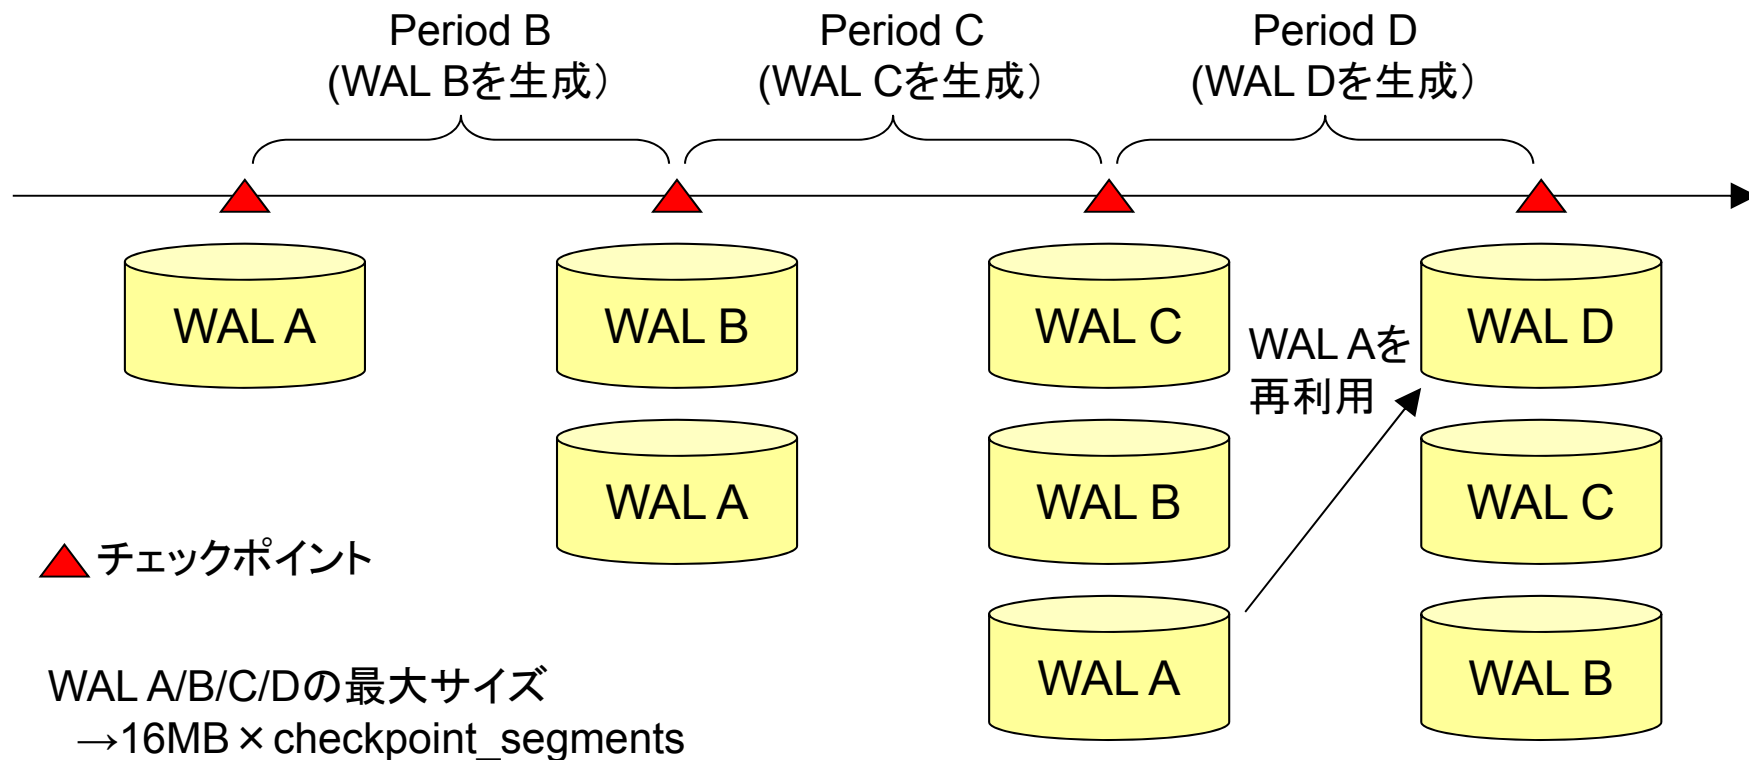 Period B
(WAL Bを生成）
Period C
(WAL Cを生成）
Period D
(WAL Dを生成）
WAL A
WAL B
WAL C
WAL Aを
再利用
WAL D
WAL A
WAL B
WAL C
▲チェックポイント
WAL A
WAL B
WAL A/B/C/Dの最大サイズ
→16MB×checkpoint_segments